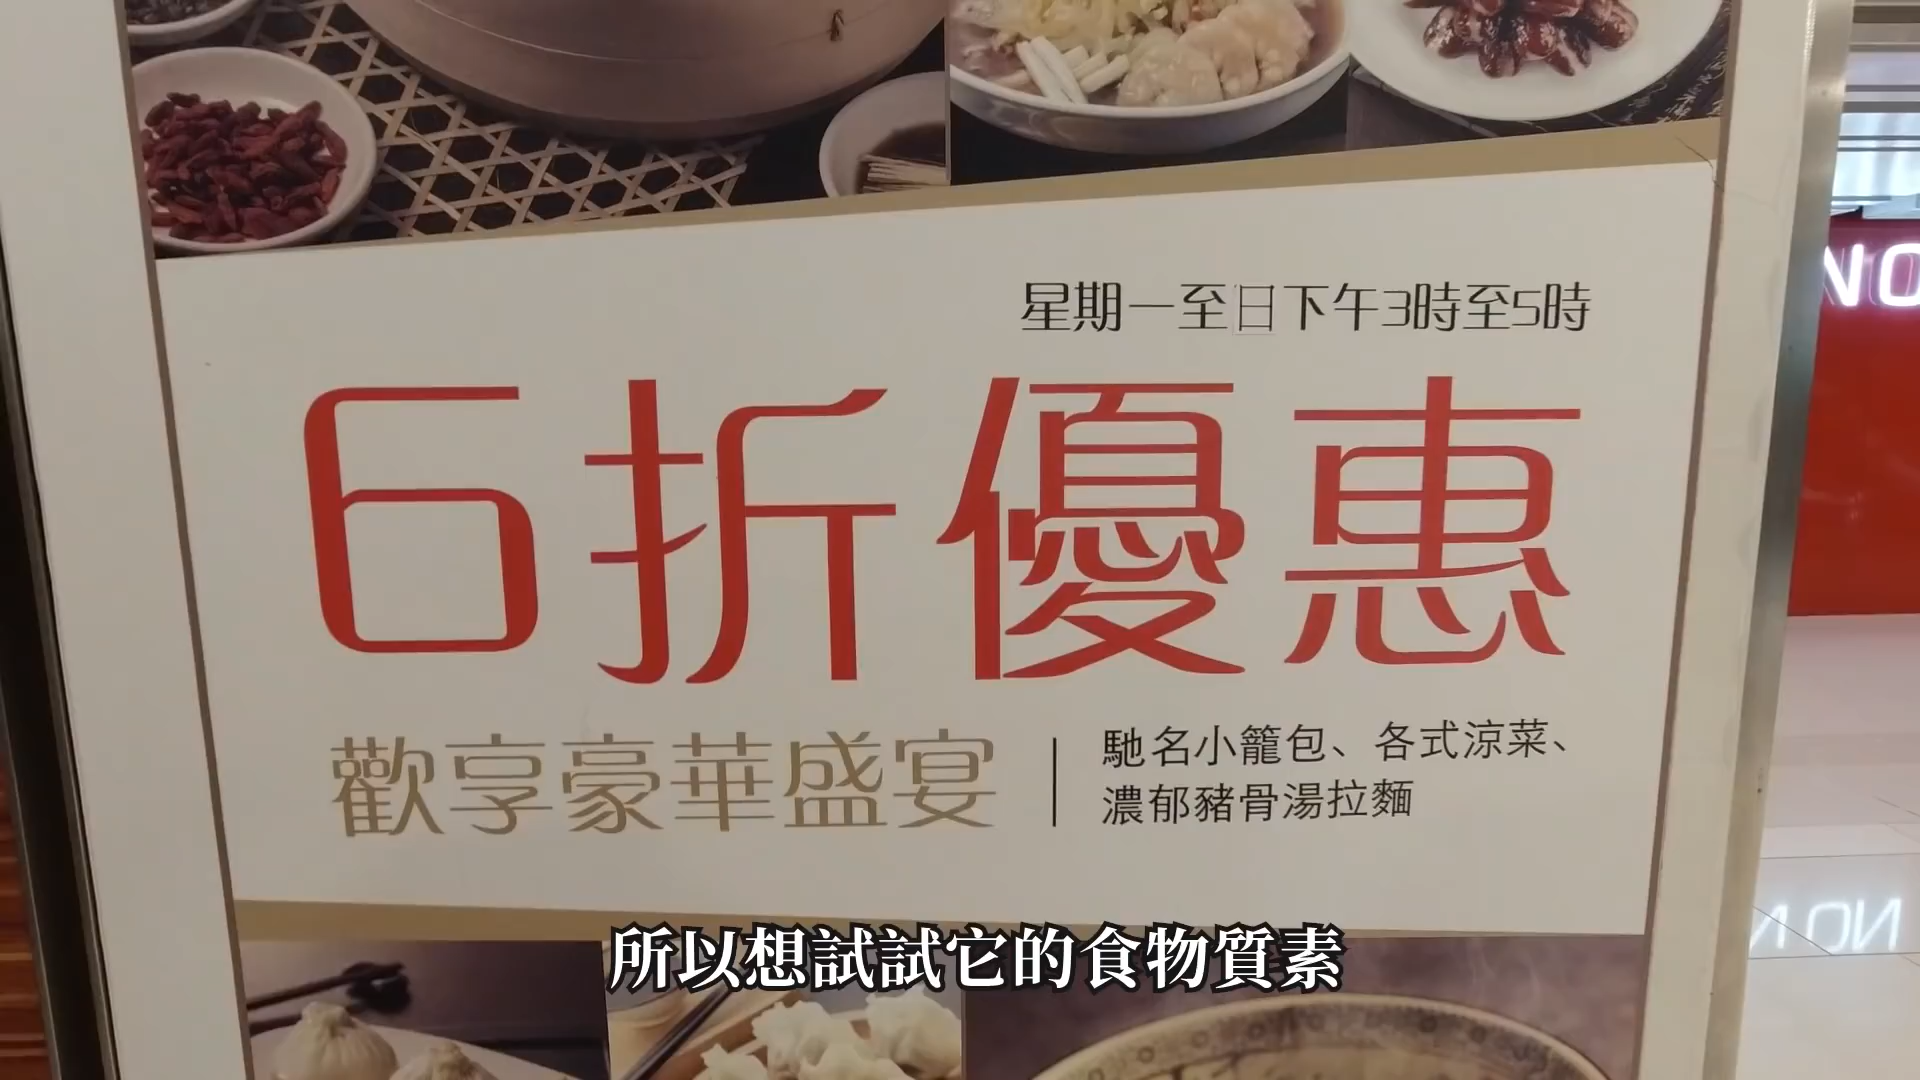 星期一至日下午3時至5時
6折優惠
歡享豪華盛宴
馳名小籠包、各式涼菜、
濃郁豬骨湯拉麵
NO
所以想試試它的食物質素